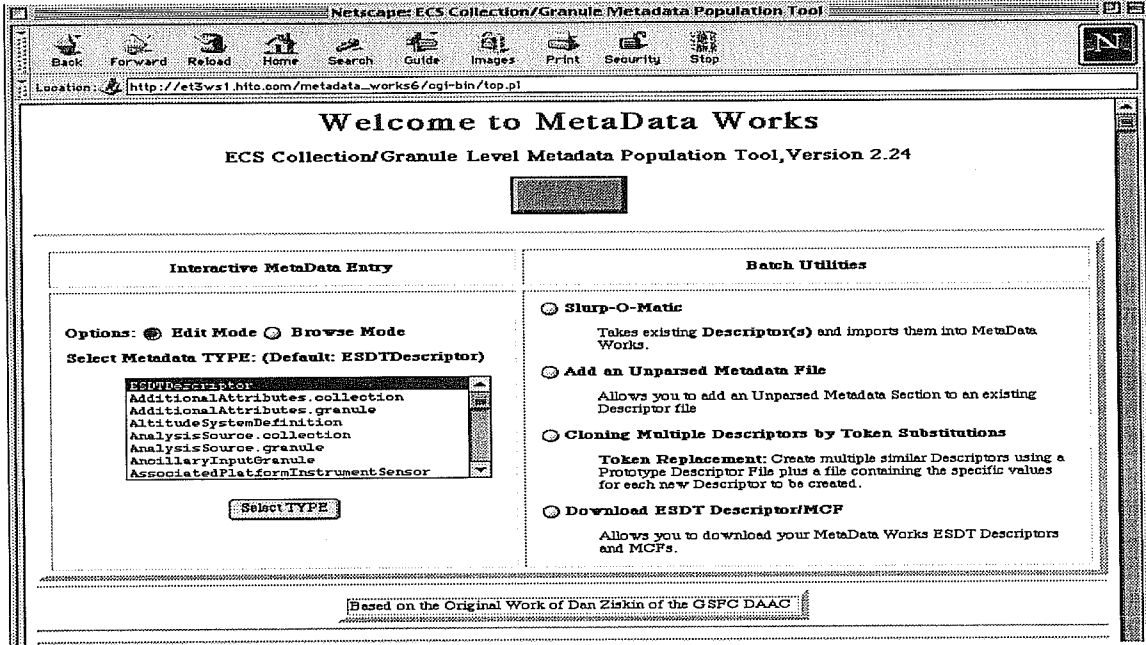 Netscape: ECS Collection/Granule Metadata Population Tool
Back Forward Reload Home Search Guide Images Print Security Stop
N
Location: http://et3ws1.hitc.com/metadata_works6/cgi-bin/top.pl
Welcome to MetaData Works
ECS Collection/Granule Level Metadata Population Tool, Version 2.24
Interactive MetaData Entry
Options: Edit Mode Browse Mode
Select Metadata TYPE: (Default: ESDTDescriptor)
ESDTDescriptor
AdditionalAttributes.collection
AdditionalAttributes.granule
AltitudeSystemDefinition
AnalysisSource.collection
AnalysisSource.granule
AncillaryInputGranule
AssociatedPlatformInstrumentSensor
Select TYPE
Batch Utilities
Slurp-O-Matic
Takes existing Descriptor(s) and imports them into MetaData
Works.
Add an Unparsed Metadata File
Allows you to add an Unparsed Metadata Section to an existing
Descriptor file
Cloning Multiple Descriptors by Token Substitutions
Token Replacement: Create multiple similar Descriptors using a
Prototype Descriptor File plus a file containing the specific values
for each new Descriptor to be created.
Download ESDT Descriptor/MCF
Allows you to download your MetaData Works ESDT Descriptors
and MCFs.
Based on the Original Work of Dan Ziskin of the GSFC DAAC